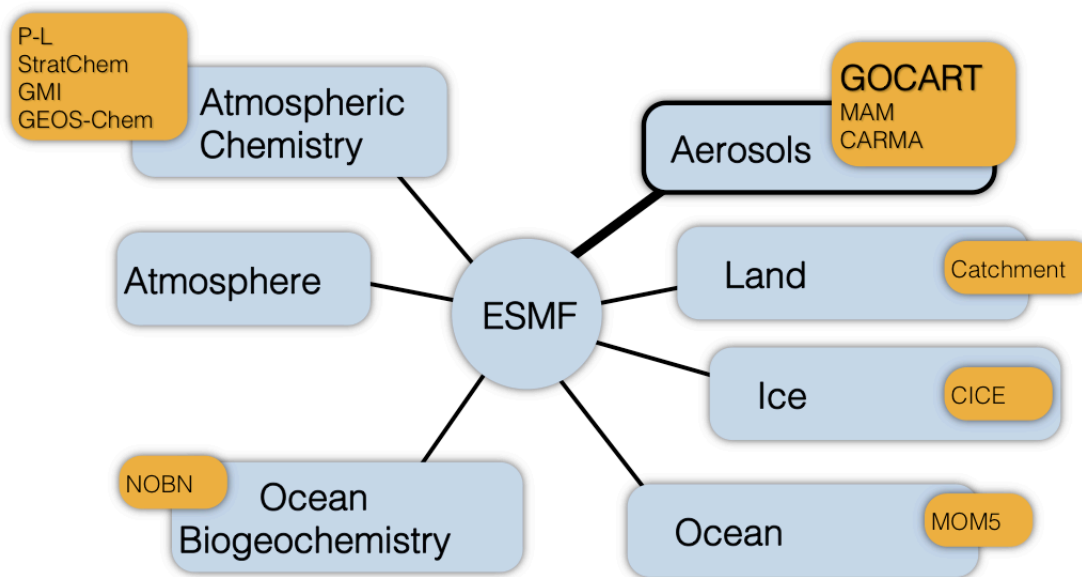 P-L
StratChem
GMI
GEOS-Chem
Atmospheric
Chemistry
GOCART
MAM
CARMA
Aerosols
Atmosphere
ESMF
Land
Catchment
Ice
CICE
NOBN
Ocean
Biogeochemistry
Ocean
MOM5